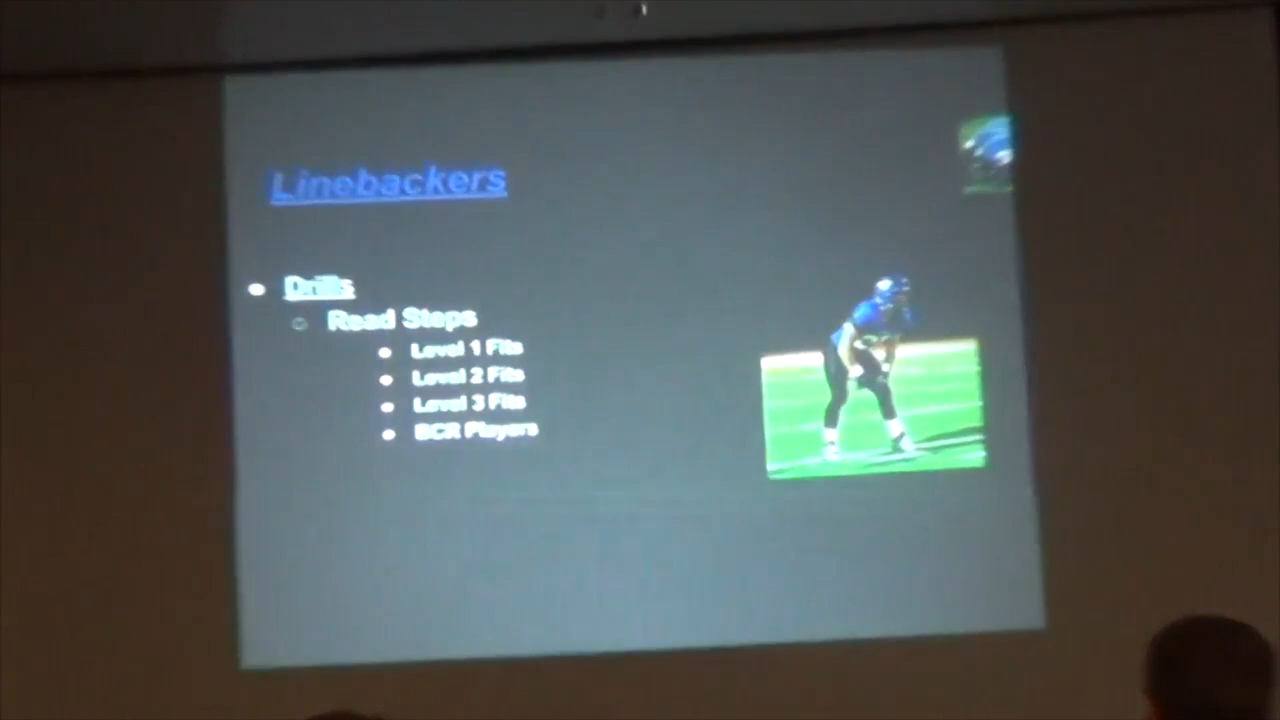 Linebackers
Drills
Read Steps
Level 1 Fits
Level 2 Fits
Level 3 Fits
BCR Players